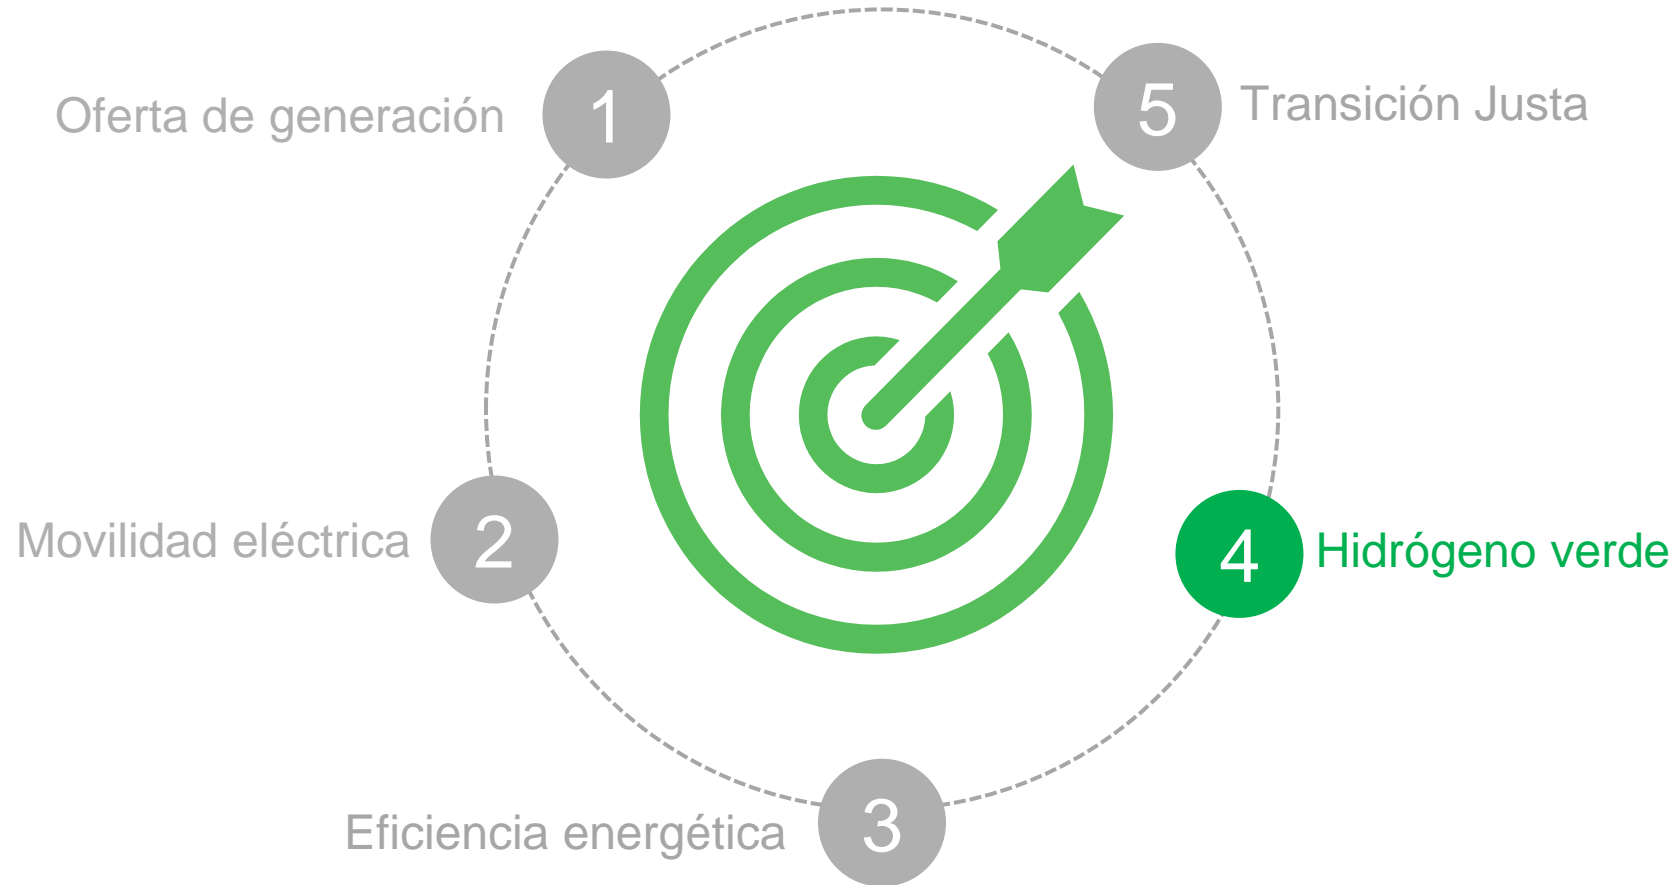 Oferta de generación 1
5 Transición Justa
Movilidad eléctrica 2
4 Hidrógeno verde
Eficiencia energética 3